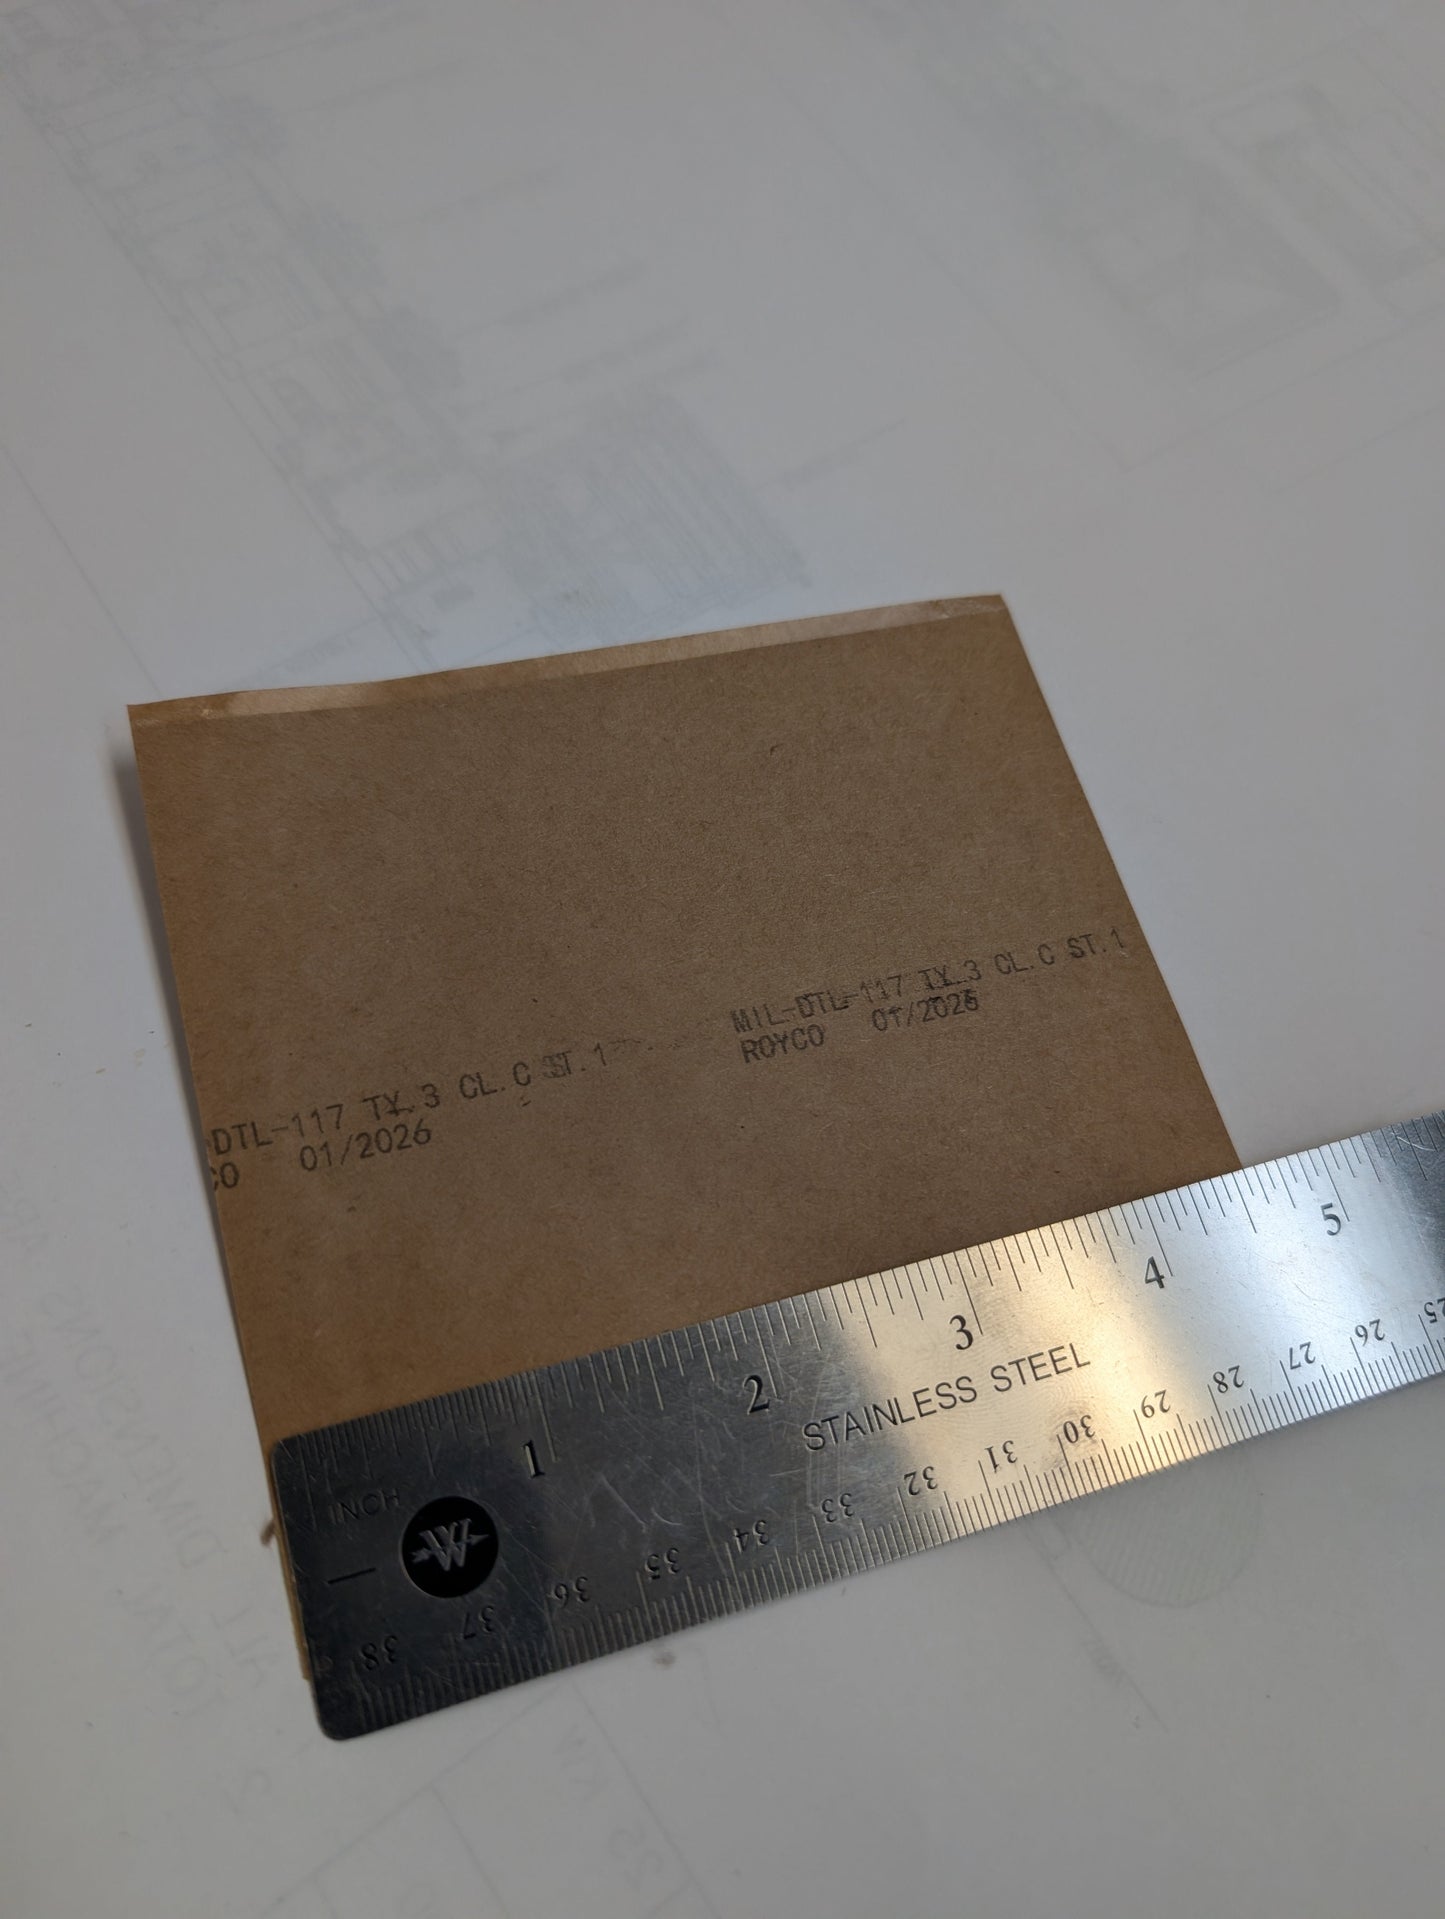 MIL-DTL-117 TY.3 CL.C ST.1
ROYCO 01/2026
DTL-117 TY.3 CL.C ST.1
CO 01/2026
1 2 3 4 5
INCH
STAINLESS STEEL
W
38 37 36 35 34 33 32 31 30 29 28 27 26 25